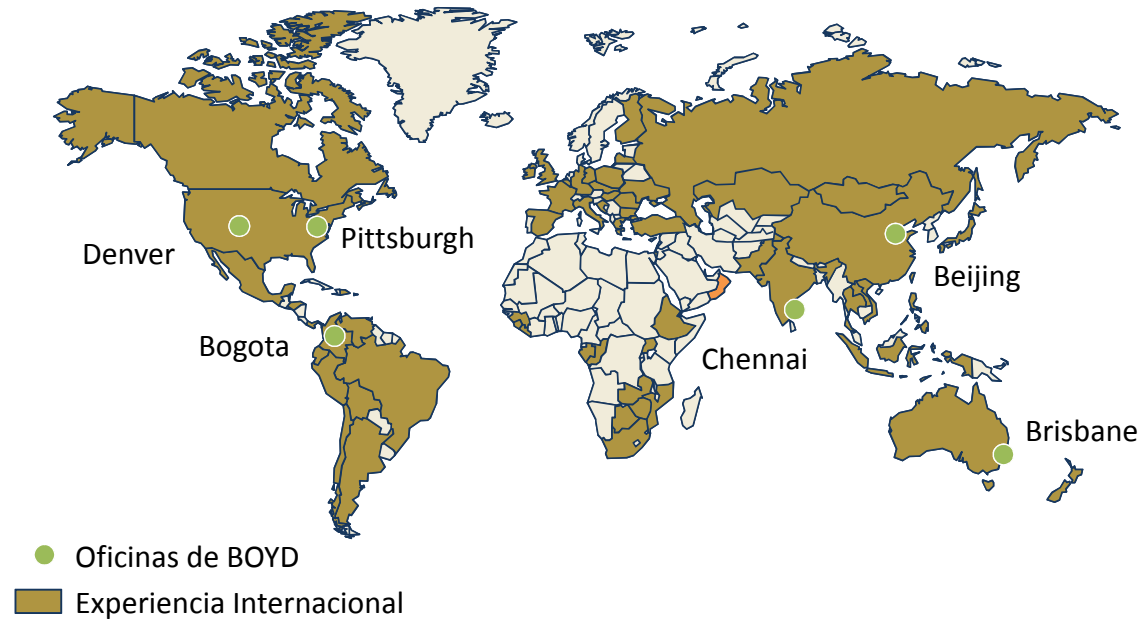 Denver
Pittsburgh
Beijing
Bogota
Chennai
Brisbane
Oficinas de BOYD
Experiencia Internacional